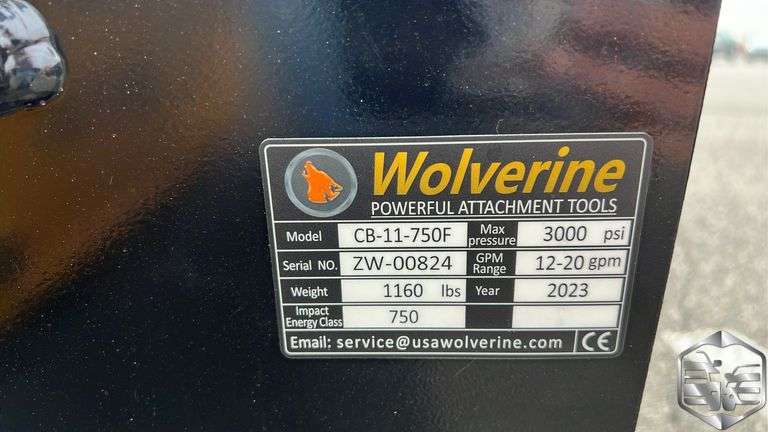 Wolverine
POWERFUL ATTACHMENT TOOLS
Model CB-11-750F Max pressure 3000 psi
Serial NO. ZW-00824 GPM Range 12-20 gpm
Weight 1160 lbs Year 2023
Impact Energy Class 750
Email: service@usawolverine.com CE